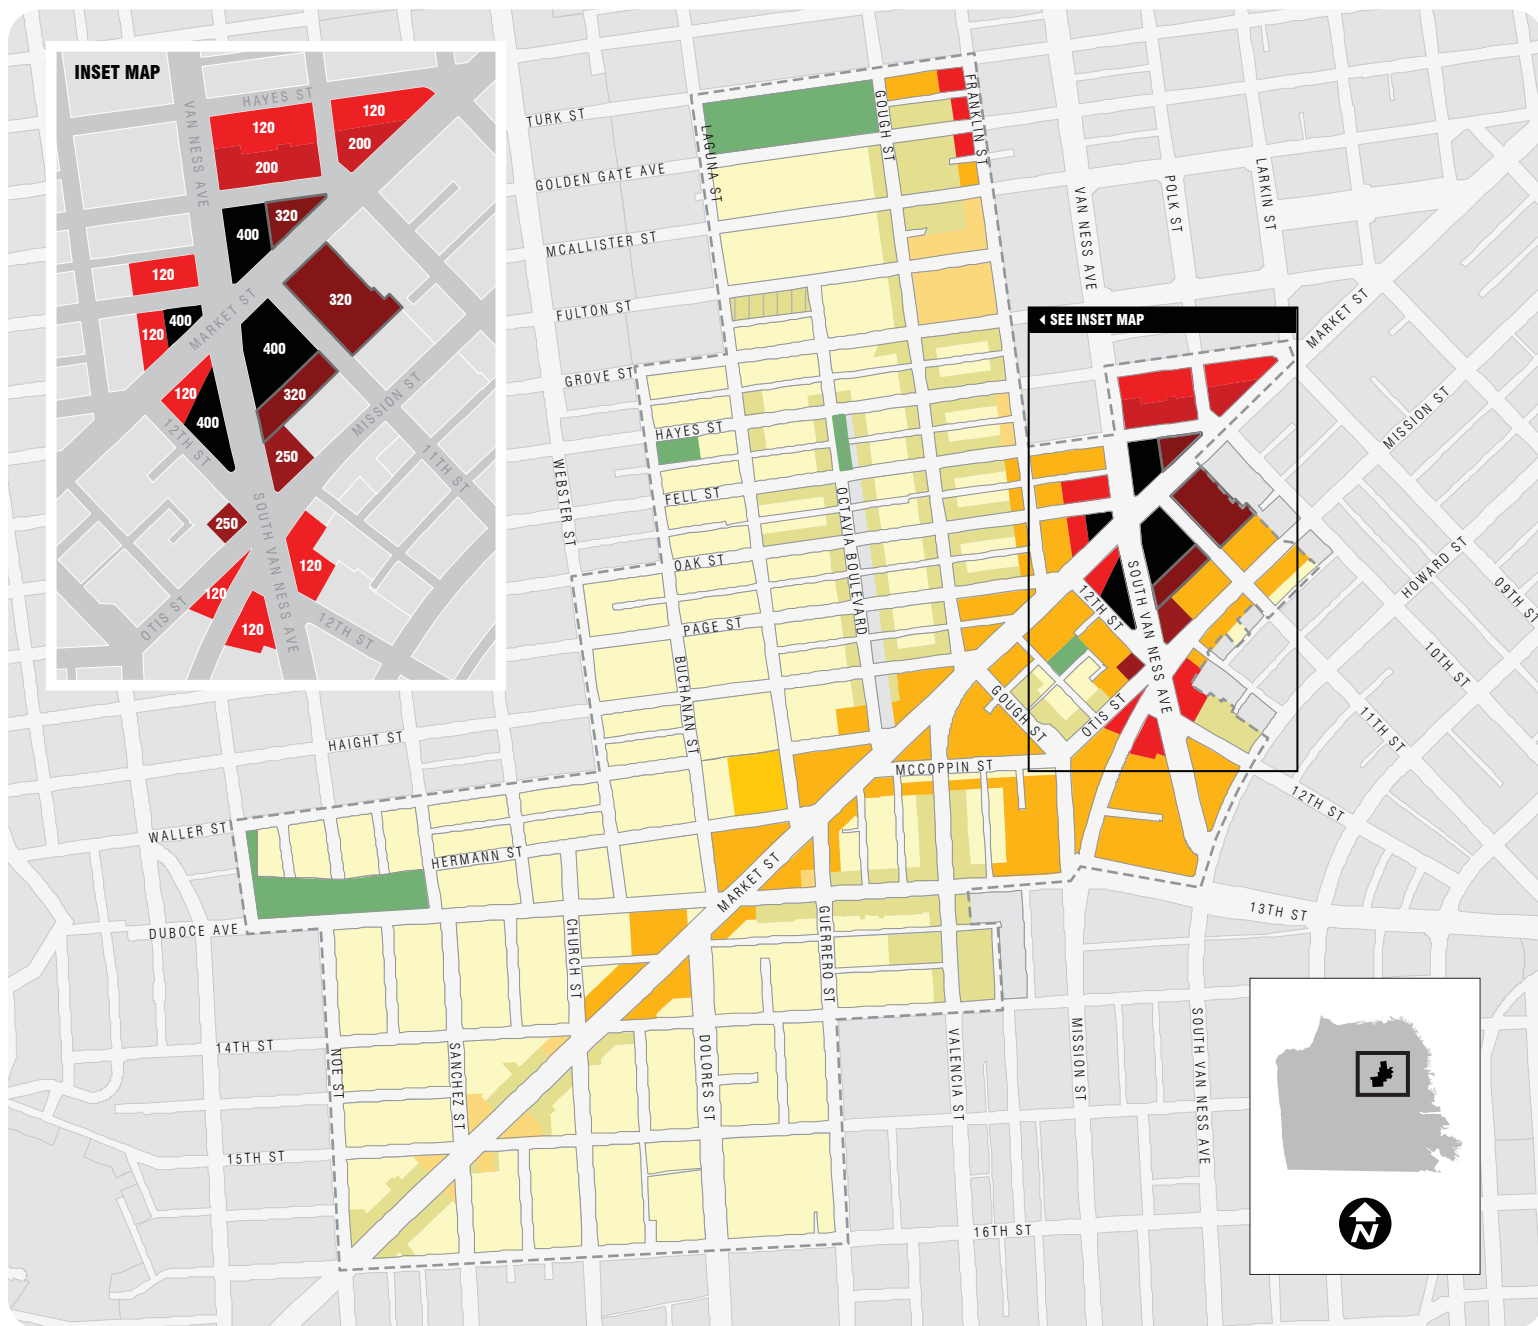 INSET MAP
HAYES ST
VAN NESS AVE
120
120
200
120
200
400
320
120
320
120
400
MARKET ST
400
320
120
400
12TH ST
MISSION ST
250
11TH ST
SOUTH VAN NESS AVE
250
120
120
OTIS ST
120
12TH ST
TURK ST
GOLDEN GATE AVE
MCALLISTER ST
FULTON ST
GROVE ST
HAYES ST
FELL ST
OAK ST
PAGE ST
HAIGHT ST
WALLER ST
HERMANN ST
DUBOCE AVE
14TH ST
15TH ST
16TH ST
LAGUNA ST
GOUGH ST
FRANKLIN ST
VAN NESS AVE
POLK ST
LARKIN ST
SEE INSET MAP
MARKET ST
MISSION ST
HOWARD ST
09TH ST
10TH ST
11TH ST
12TH ST
13TH ST
WEBSTER ST
OCTAVIA BOULEVARD
BUCHANAN ST
12TH ST
SOUTH VAN NESS AVE
GOUGH ST
OTIS ST
MCCOPPIN ST
MARKET ST
CHURCH ST
GUERRERO ST
NOE ST
SANCHEZ ST
DOLORES ST
VALENCIA ST
MISSION ST
SOUTH VAN NESS AVE
N